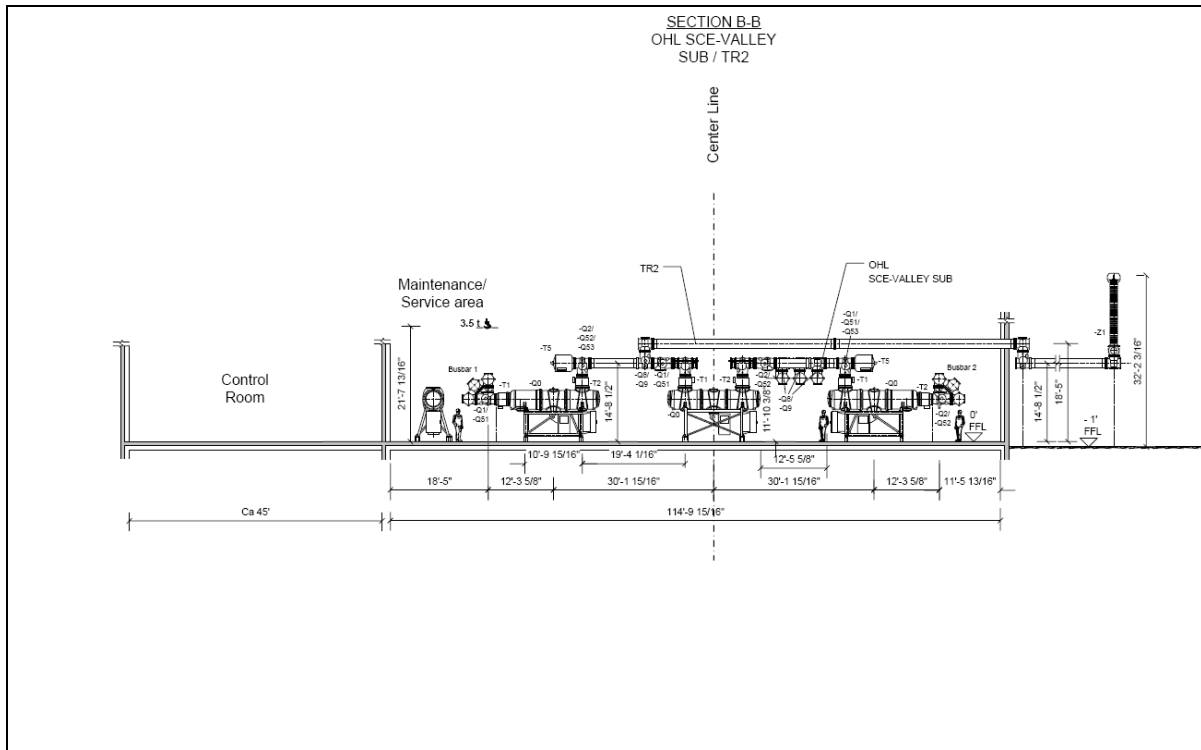 SECTION B-B
OHL SCE-VALLEY
SUB / TR2
Center Line
TR2
OHL
SCE-VALLEY SUB
Maintenance/
Service area
3.5 t
21'-7 13/16"
Control
Room
Busbar 1
-Q1/
-Q51
-T1
-Q0
-T5
-Q2/
-Q52/
-Q53
-T2
14'-8 1/2"
-Q8/
-Q9
-Q1/
-Q51
-Q0
-T1
-T2
11'-10 3/8"
-Q2/
-Q52
-Q8/
-Q9
-Q1/
-Q51/
-Q53
-T5
-T1
-Q0
-T2
Busbar 2
-Q2/
-Q52
0'
FFL
-Z1
14'-8 1/2"
18'-5"
32'-2 3/16"
- 1'
FFL
10'-9 15/16"
19'-4 1/16"
12'-5 5/8"
18'-5"
12'-3 5/8"
30'-1 15/16"
30'-1 15/16"
12'-3 5/8"
11'-5 13/16"
Ca 45'
114'-9 15/16"